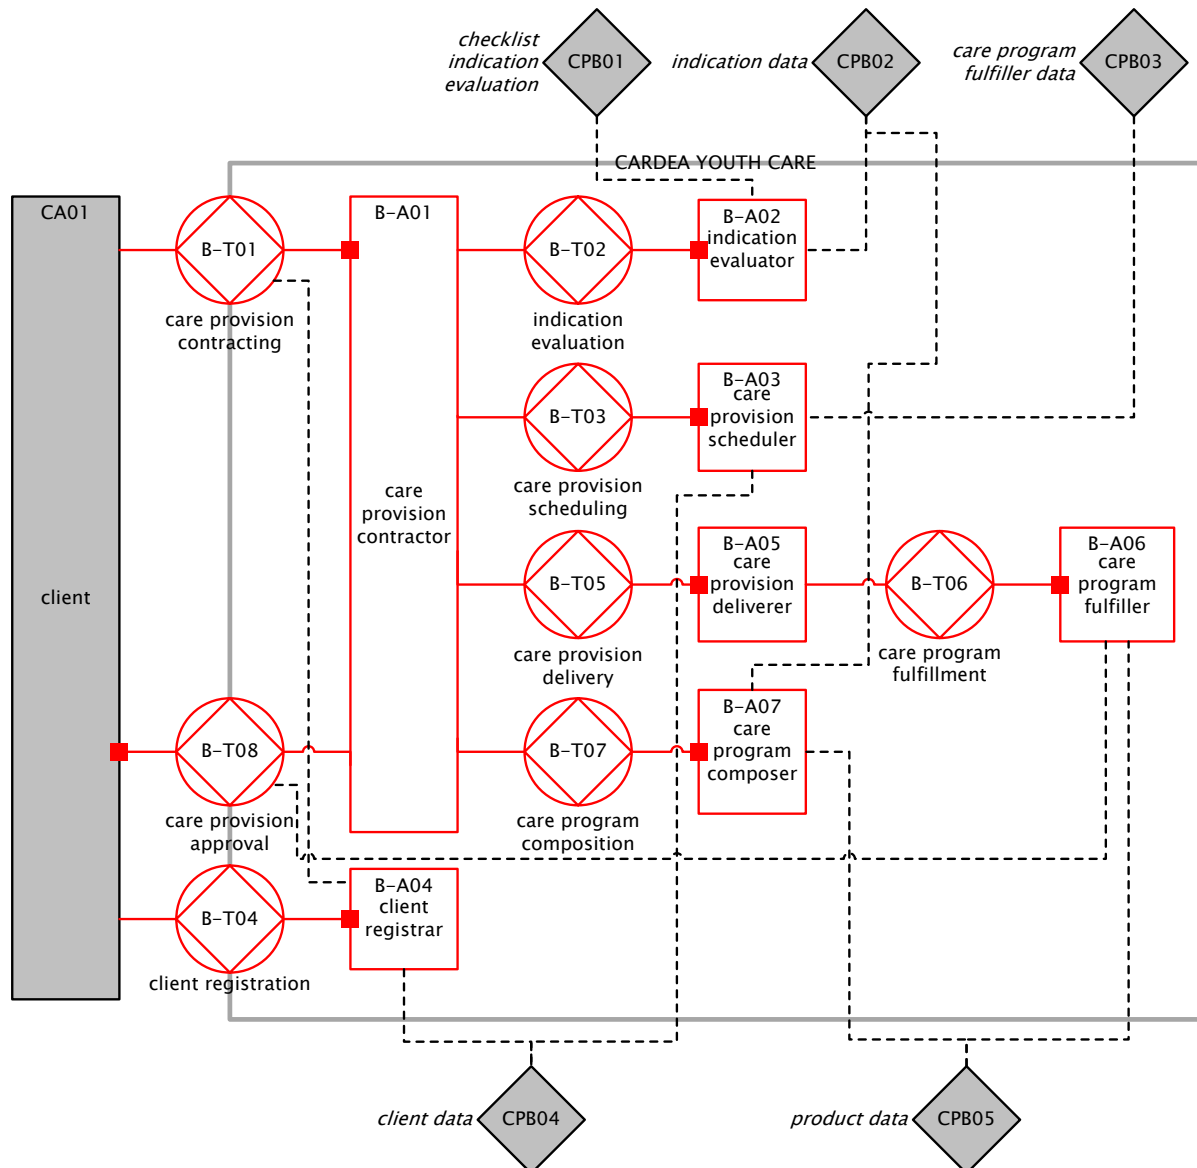 checklist
indication
evaluation
CPB01
indication data
CPB02
care program
fulfiller data
CPB03
CARDEA YOUTH CARE
CA01
client
B-T01
care provision
contracting
B-A01
care
provision
contractor
B-T02
indication
evaluation
B-A02
indication
evaluator
B-T03
care provision
scheduling
B-A03
care
provision
scheduler
B-T05
care provision
delivery
B-A05
care
provision
deliverer
B-T06
care program
fulfillment
B-A06
care
program
fulfiller
B-T08
care provision
approval
B-T07
care program
composition
B-A07
care
program
composer
B-T04
client registration
B-A04
client
registrar
client data
CPB04
product data
CPB05